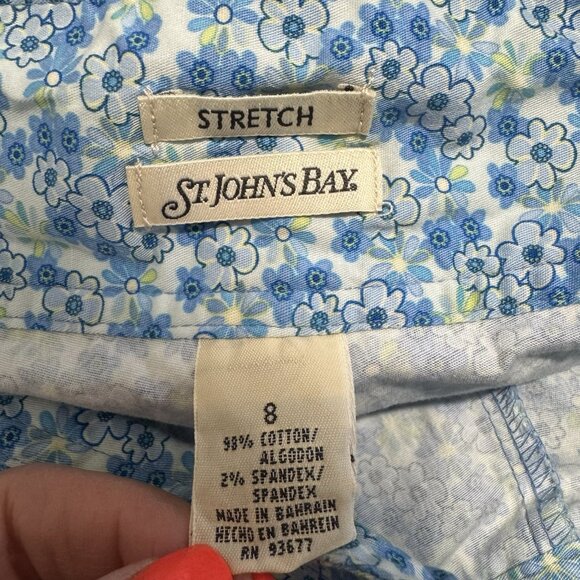 STRETCH
ST. JOHN'S BAY®
8
98% COTTON/
ALGODON
2% SPANDEX/
SPANDEX
MADE IN BAHRAIN
HECHO EN BAHREIN
RN 93677